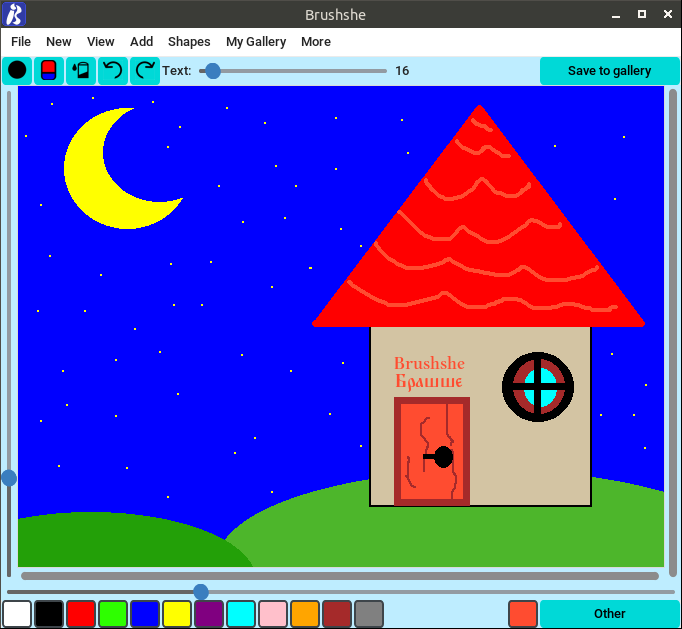 Brushshe
File New View Add Shapes My Gallery More
Text: 16 Save to gallery
Brushshe
Брашше
Other